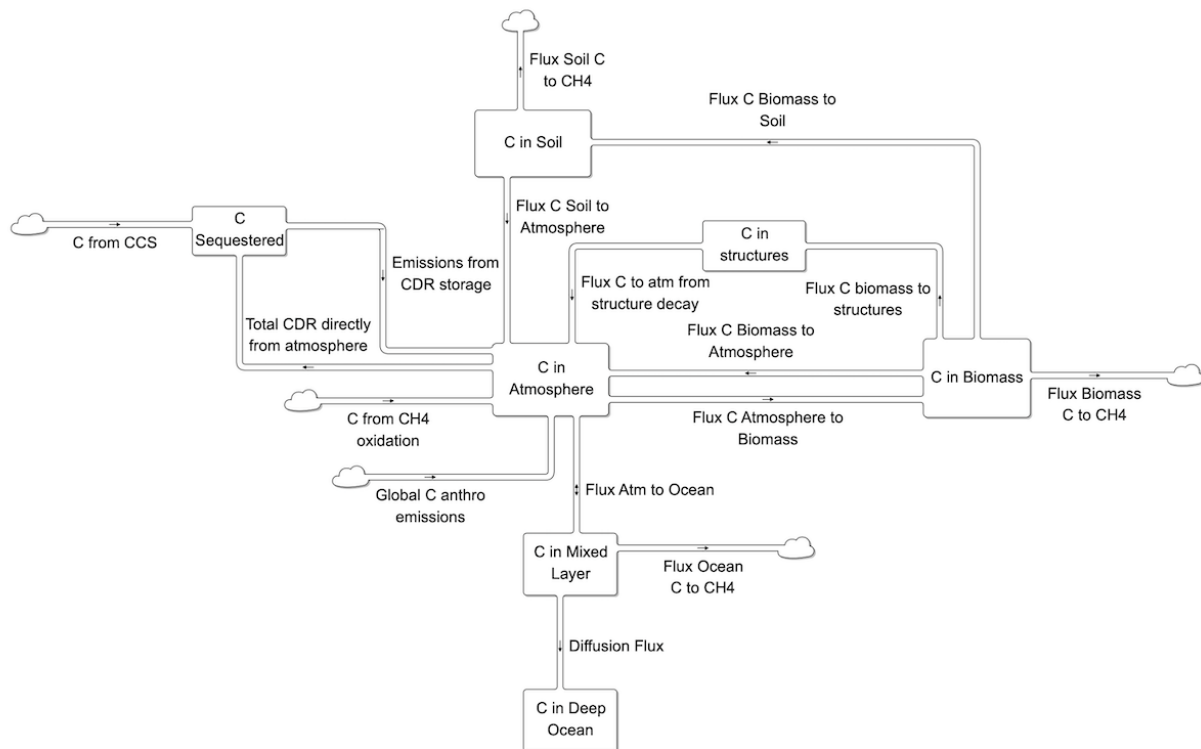 Flux Soil C
to CH4
Flux C Biomass to
Soil
C in Soil
C
Sequestered
C from CCS
Flux C Soil to
Atmosphere
C in
structures
Emissions from
CDR storage
Flux C to atm from
structure decay
Flux C biomass to
structures
Total CDR directly
from atmosphere
Flux C Biomass to
Atmosphere
C in
Atmosphere
C in Biomass
Flux Biomass
C to CH4
C from CH4
oxidation
Flux C Atmosphere to
Biomass
Global C anthro
emissions
Flux Atm to Ocean
C in Mixed
Layer
Flux Ocean
C to CH4
Diffusion Flux
C in Deep
Ocean